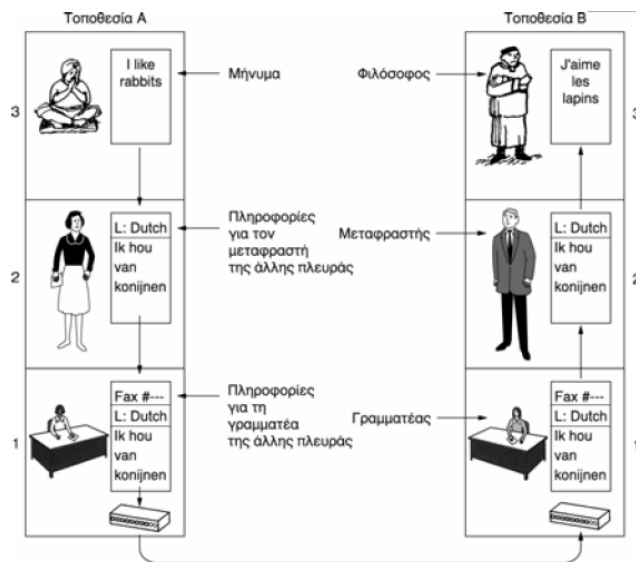 Τοποθεσία Α
Τοποθεσία Β
I like
rabbits
Μήνυμα
Φιλόσοφος
J'aime
les
lapins
3
3
L: Dutch
Ik hou
van
konijnen
Πληροφορίες
για τον
μεταφραστή
της άλλης πλευράς
Μεταφραστής
L: Dutch
Ik hou
van
konijnen
2
2
Fax #---
L: Dutch
Ik hou
van
konijnen
Πληροφορίες
για τη
γραμματέα
της άλλης πλευράς
Γραμματέας
Fax #---
L: Dutch
Ik hou
van
konijnen
1
1